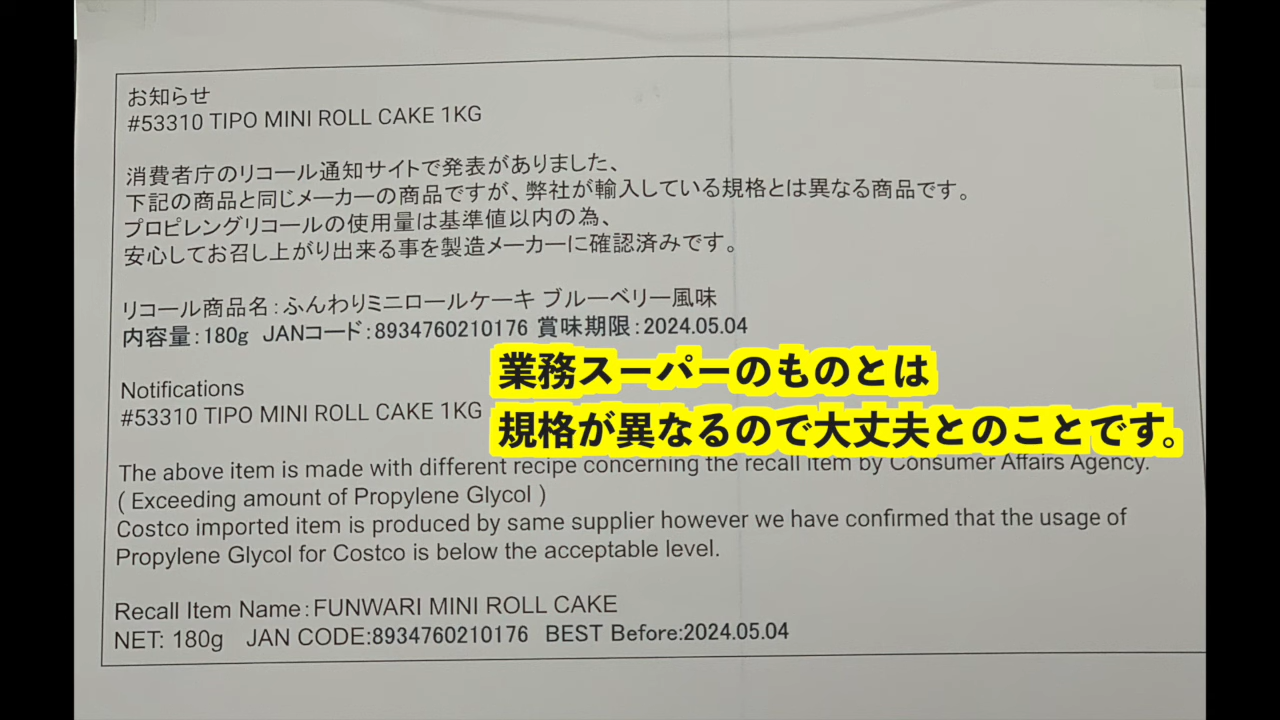 お知らせ
#53310 TIPO MINI ROLL CAKE 1KG
消費者庁のリコール通知サイトで発表がありました、
下記の商品と同じメーカーの商品ですが、弊社が輸入している規格とは異なる商品です。
プロピレングリコールの使用量は基準値以内の為、
安心してお召し上がり出来る事を製造メーカーに確認済みです。
リコール商品名：ふんわりミニロールケーキ ブルーベリー風味
内容量：180g JANコード：8934760210176 賞味期限：2024.05.04
業務スーパーのものとは
規格が異なるので大丈夫とのことです。
Notifications
#53310 TIPO MINI ROLL CAKE 1KG
The above item is made with different recipe concerning the recall item by Consumer Affairs Agency.
( Exceeding amount of Propylene Glycol )
Costco imported item is produced by same supplier however we have confirmed that the usage of
Propylene Glycol for Costco is below the acceptable level.
Recall Item Name：FUNWARI MINI ROLL CAKE
NET: 180g JAN CODE:8934760210176 BEST Before:2024.05.04